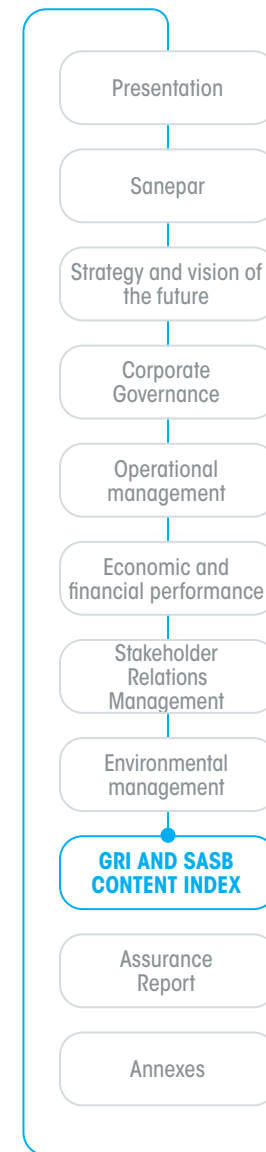 Presentation
Sanepar
Strategy and vision of
the future
Corporate
Governance
Operational
management
Economic and
financial performance
Stakeholder
Relations
Management
Environmental
management
GRI AND SASB
CONTENT INDEX
Assurance
Report
Annexes